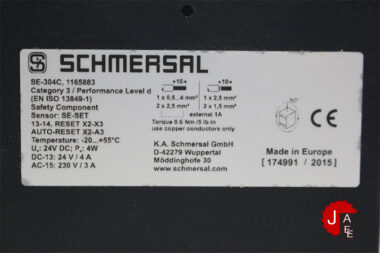 SCHMERSAL
SE-304C, 1165883
Category 3 / Performance Level d
(EN ISO 13849-1)
Safety Component
Sensor: SE-SET
13-14. RESET X2-X3
AUTO-RESET X2-A3
Temperature: -20...+55°C
Uₑ: 24V DC; Pₑ 4W
DC-13: 24 V / 4 A
AC-15: 230 V / 3 A
10 10
1 x 0,5...4 mm² 1 x 2,5 mm²
2 x 2,5 mm² 2 x 1,5 mm²
external 1A
Torque 0.6 Nm /5 lb in
use copper conductors only
90°
K.A. Schmersal GmbH
D-42279 Wuppertal
Möddinghofe 30
www.schmersal.com
Made in Europe
[ 174991 / 2015 ]
JAEE